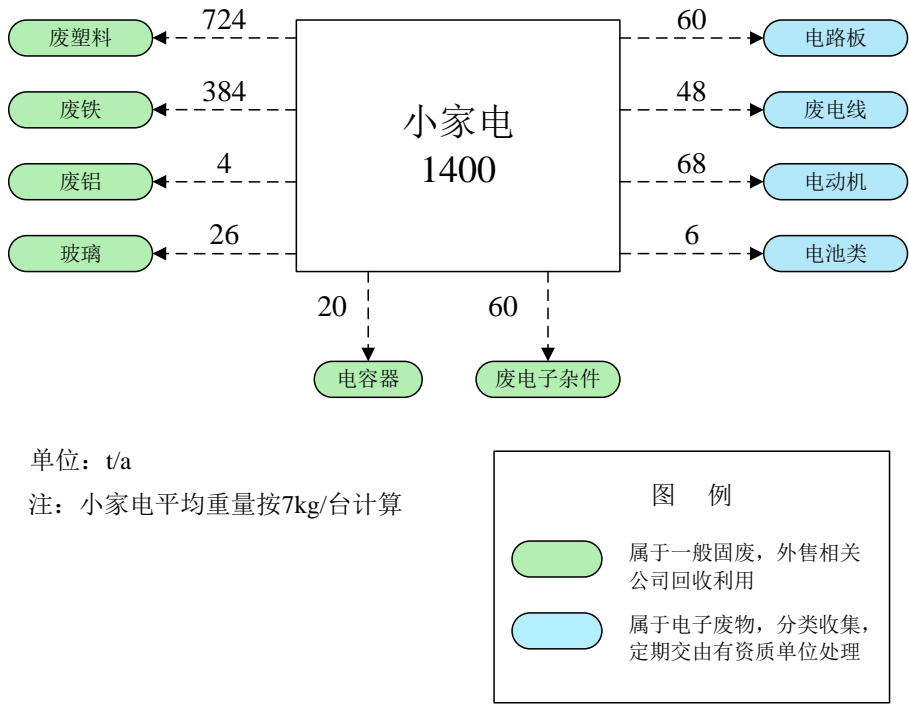 废塑料
724
小家电
1400
60
电路板
废铁
384
48
废电线
废铝
4
68
电动机
玻璃
26
6
电池类
20
60
电容器
废电子杂件
单位：t/a
注：小家电平均重量按7kg/台计算
图 例
属于一般固废，外售相关
公司回收利用
属于电子废物，分类收集，
定期交由有资质单位处理